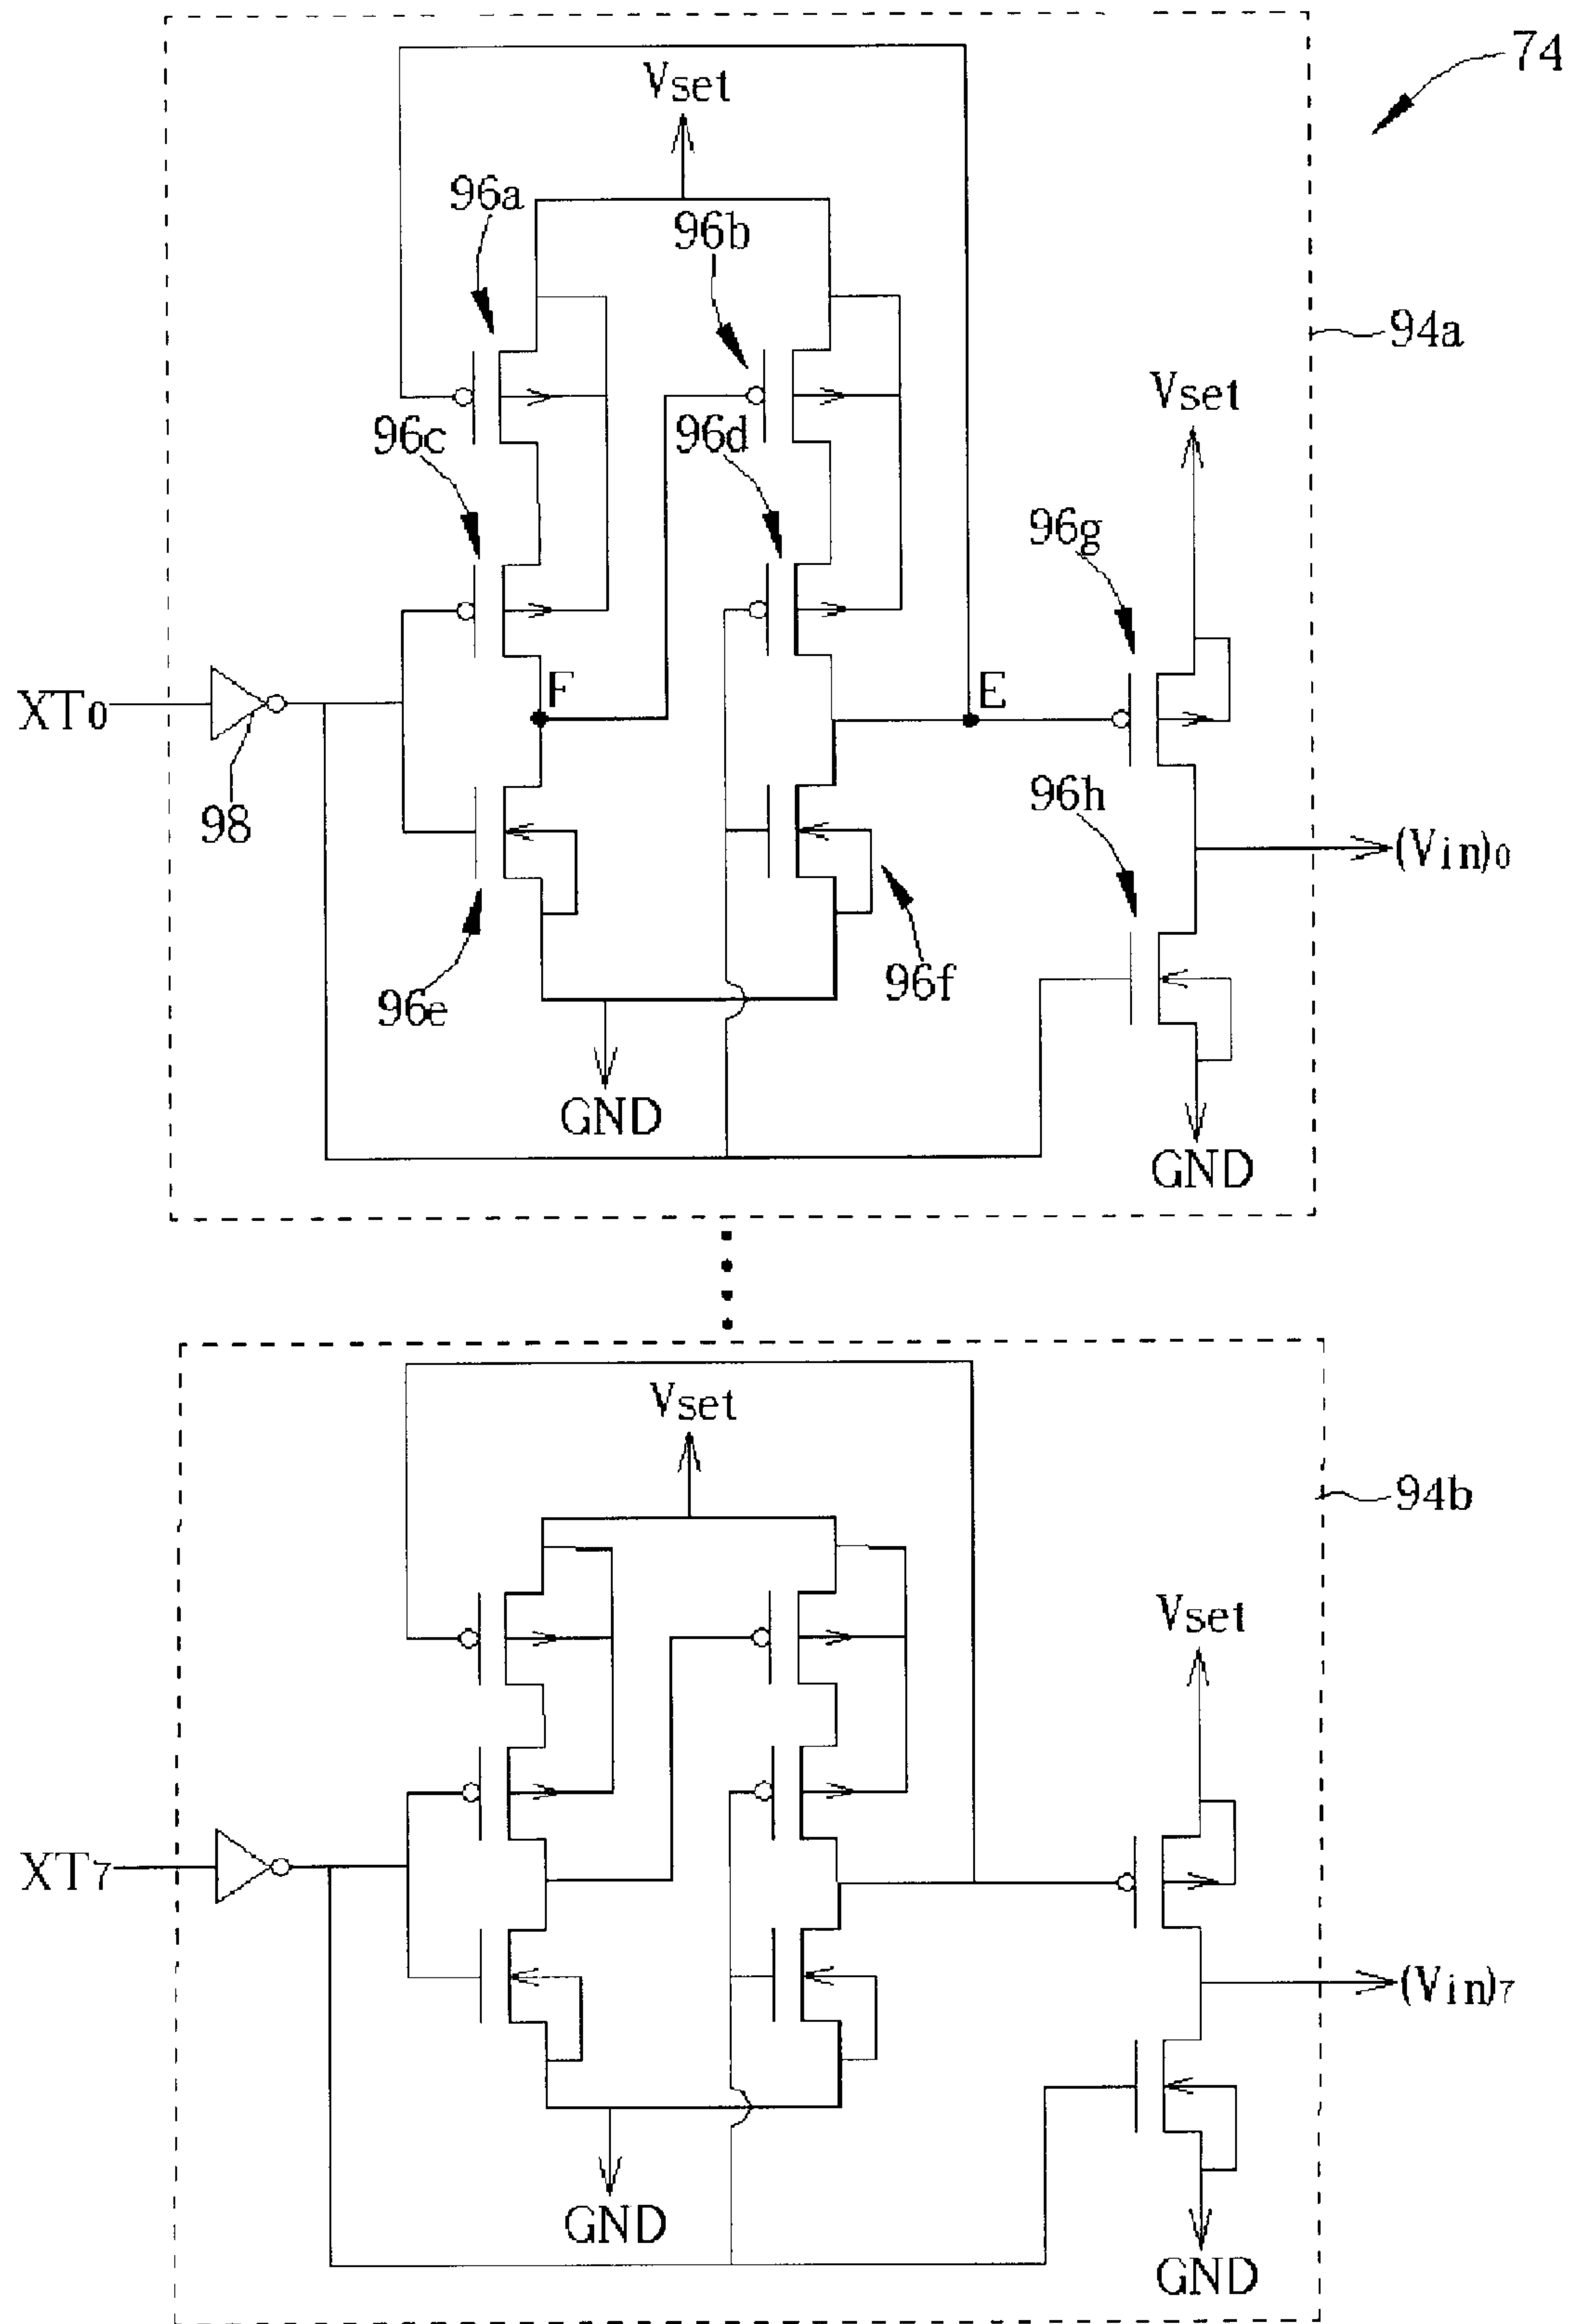 74
Vset
96a
96b
94a
Vset
96c
96d
96g
F
E
XT0
98
96h
(Vin)0
96e
96f
GND
GND
Vset
94b
Vset
XT7
(Vin)7
GND
GND